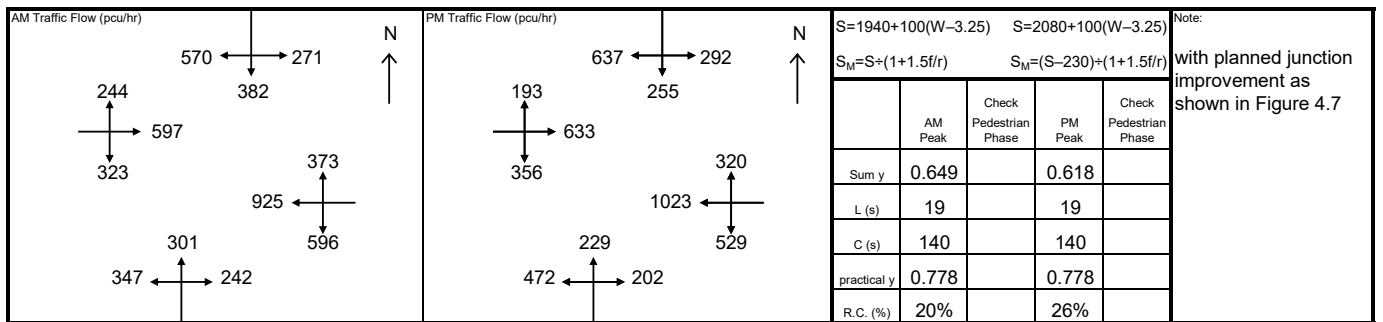 AM Traffic Flow (pcu/hr)
N
570 271
382
244
597
323
373
925
596
301
347 242
PM Traffic Flow (pcu/hr)
N
637 292
255
193
633
356
320
1023
529
229
472 202
S=1940+100(W–3.25) S=2080+100(W–3.25)
SM=S÷(1+1.5f/r) SM=(S–230)÷(1+1.5f/r)
AM Peak Check Pedestrian Phase PM Peak Check Pedestrian Phase
Sum y 0.649 0.618
L (s) 19 19
C (s) 140 140
practical y 0.778 0.778
R.C. (%) 20% 26%
Note:
with planned junction
improvement as
shown in Figure 4.7